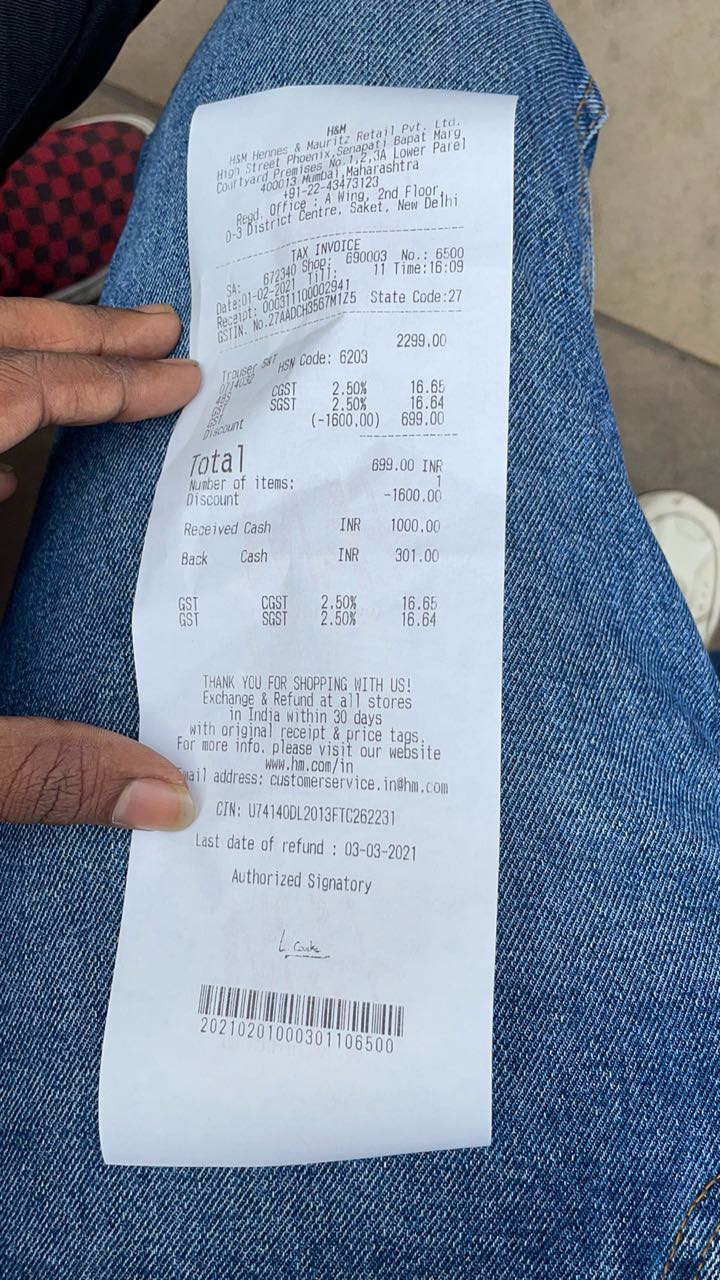 H&M
H&M Hennes & Mauritz Retail Pvt. Ltd.
High Street Phoenix,Senapati Bapat Marg
Courtyard Premises No.1,2,3A Lower Parel
400013 Mumbai,Maharashtra
+91-22-43473123
Regd. Office : A Wing, 2nd Floor,
D-3 District Centre, Saket, New Delhi
TAX INVOICE
SA: 672340 Shop: 690003 No.: 6500
Date:01-02-2021 Till: 11 Time:16:09
Receipt: 000311100002941
GSTIN. No.27AADCH3567M1Z5 State Code:27
2299.00
Trouser S&T HSN Code: 6203
CGST 2.50% 16.65
SGST 2.50% 16.64
Discount (-1600.00) 699.00
Total 699.00 INR
Number of items: 1
Discount -1600.00
Received Cash INR 1000.00
Back Cash INR 301.00
GST CGST 2.50% 16.65
GST SGST 2.50% 16.64
THANK YOU FOR SHOPPING WITH US!
Exchange & Refund at all stores
in India within 30 days
with original receipt & price tags.
For more info. please visit our website
www.hm.com/in
Email address: customerservice.in@hm.com
CIN: U74140DL2013FTC262231
Last date of refund : 03-03-2021
Authorized Signatory
20210201000301106500